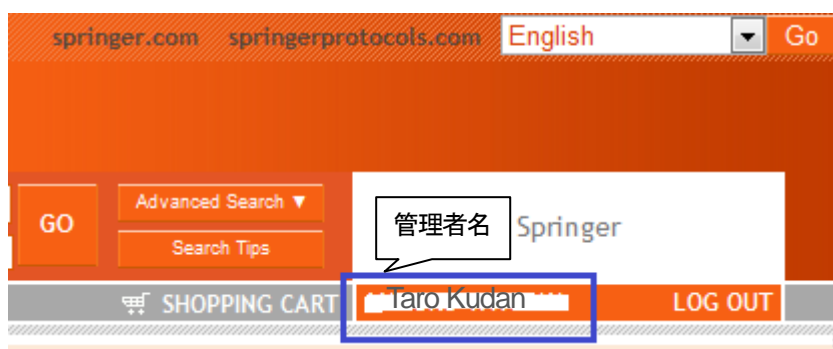 springer.com springerprotocols.com English Go
Advanced Search ▼
GO
Search Tips
管理者名
Springer
SHOPPING CART Taro Kudan LOG OUT